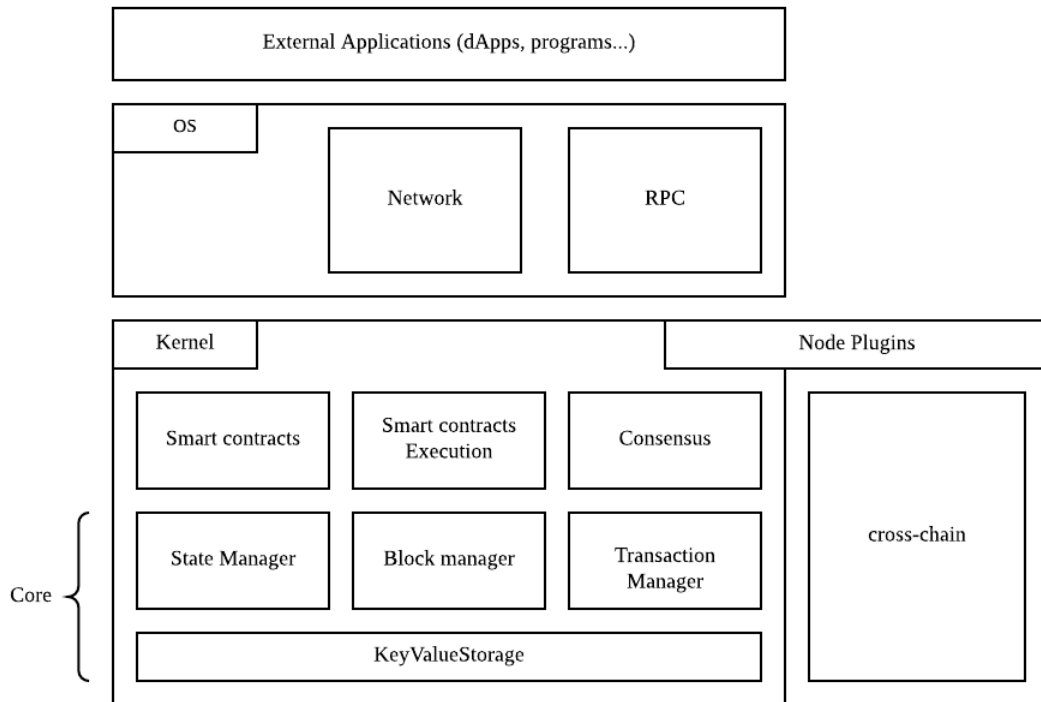 External Applications (dApps, programs...)
OS
Network
RPC
Kernel
Node Plugins
Smart contracts
Smart contracts
Execution
Consensus
cross-chain
Core
State Manager
Block manager
Transaction
Manager
KeyValueStorage